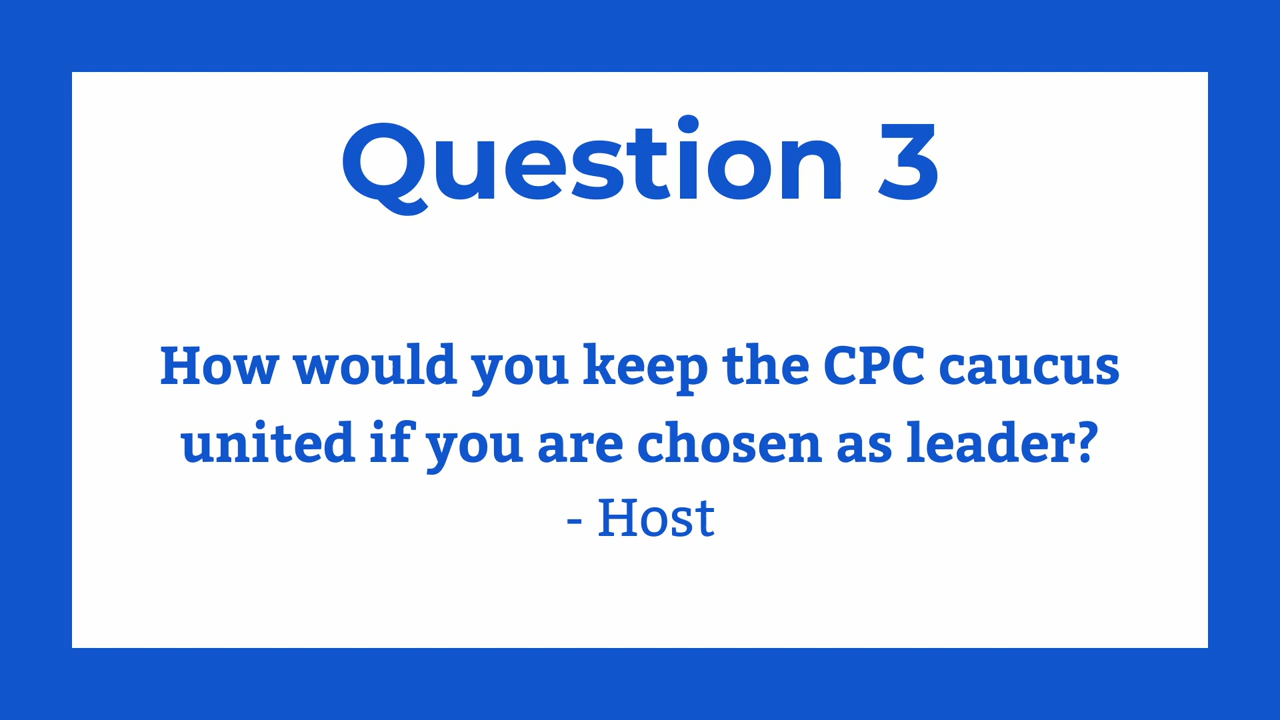 Question 3
How would you keep the CPC caucus
united if you are chosen as leader?
- Host